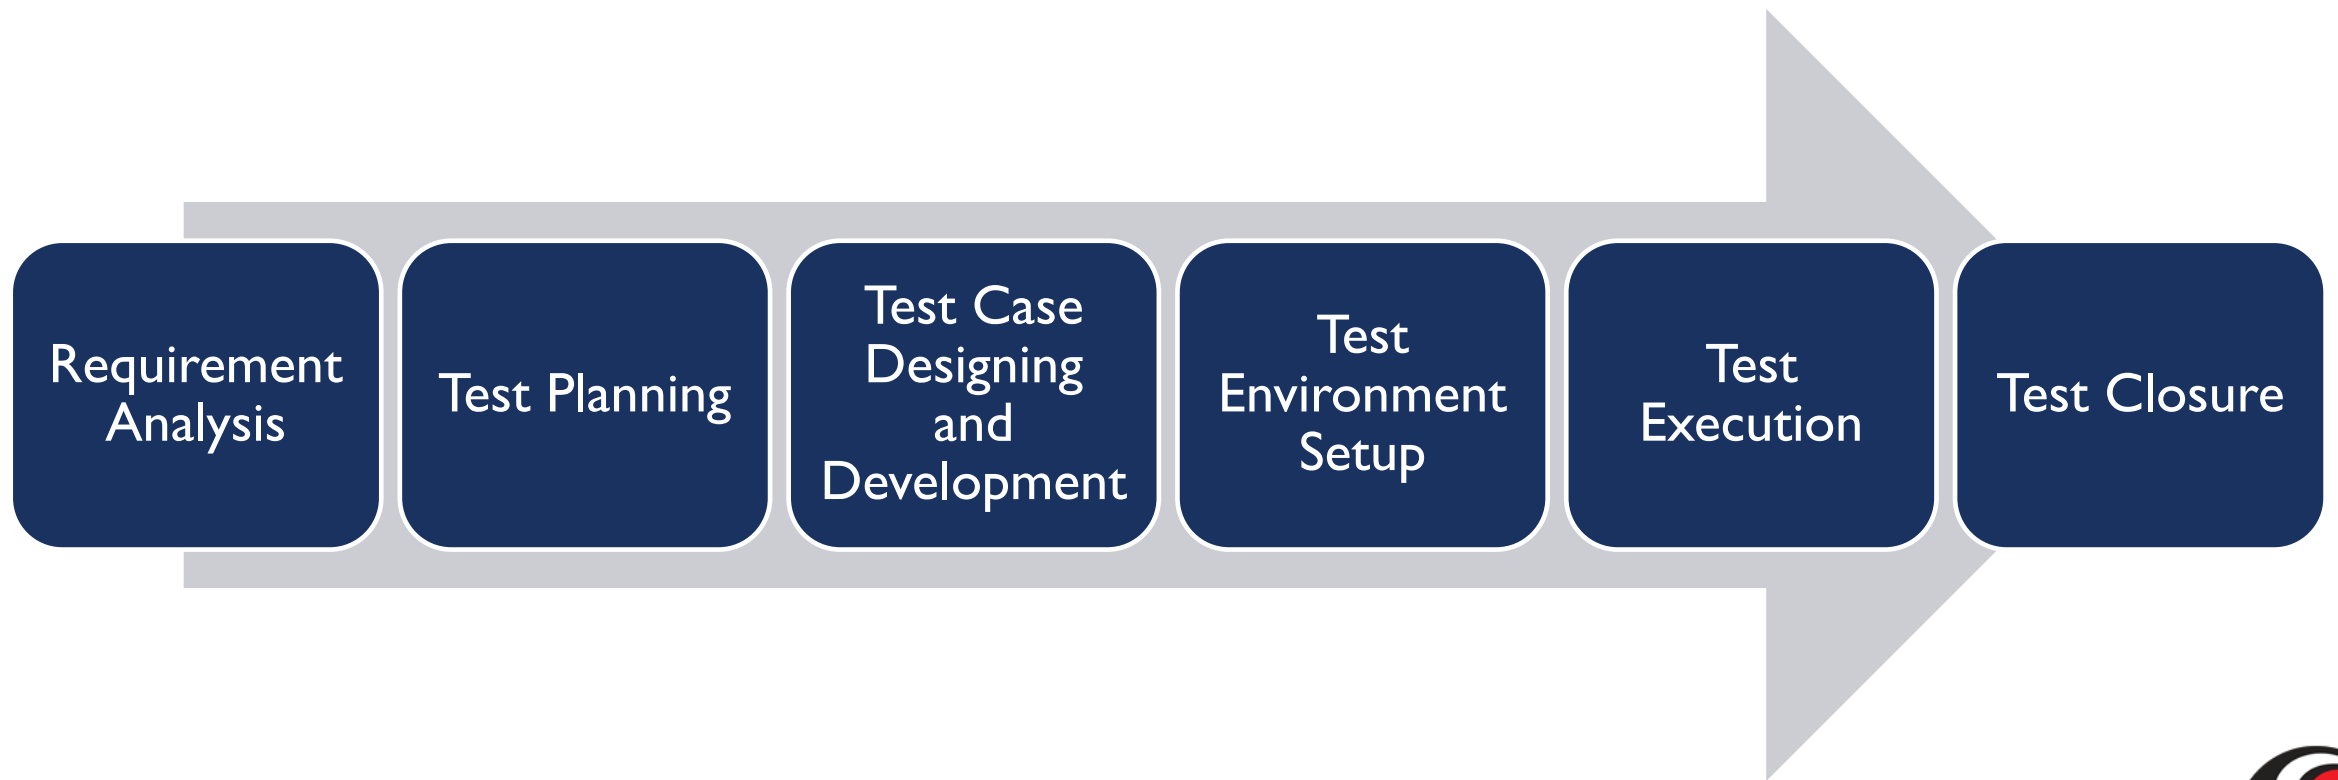 Requirement
Analysis
Test Planning
Test Case
Designing
and
Development
Test
Environment
Setup
Test
Execution
Test Closure